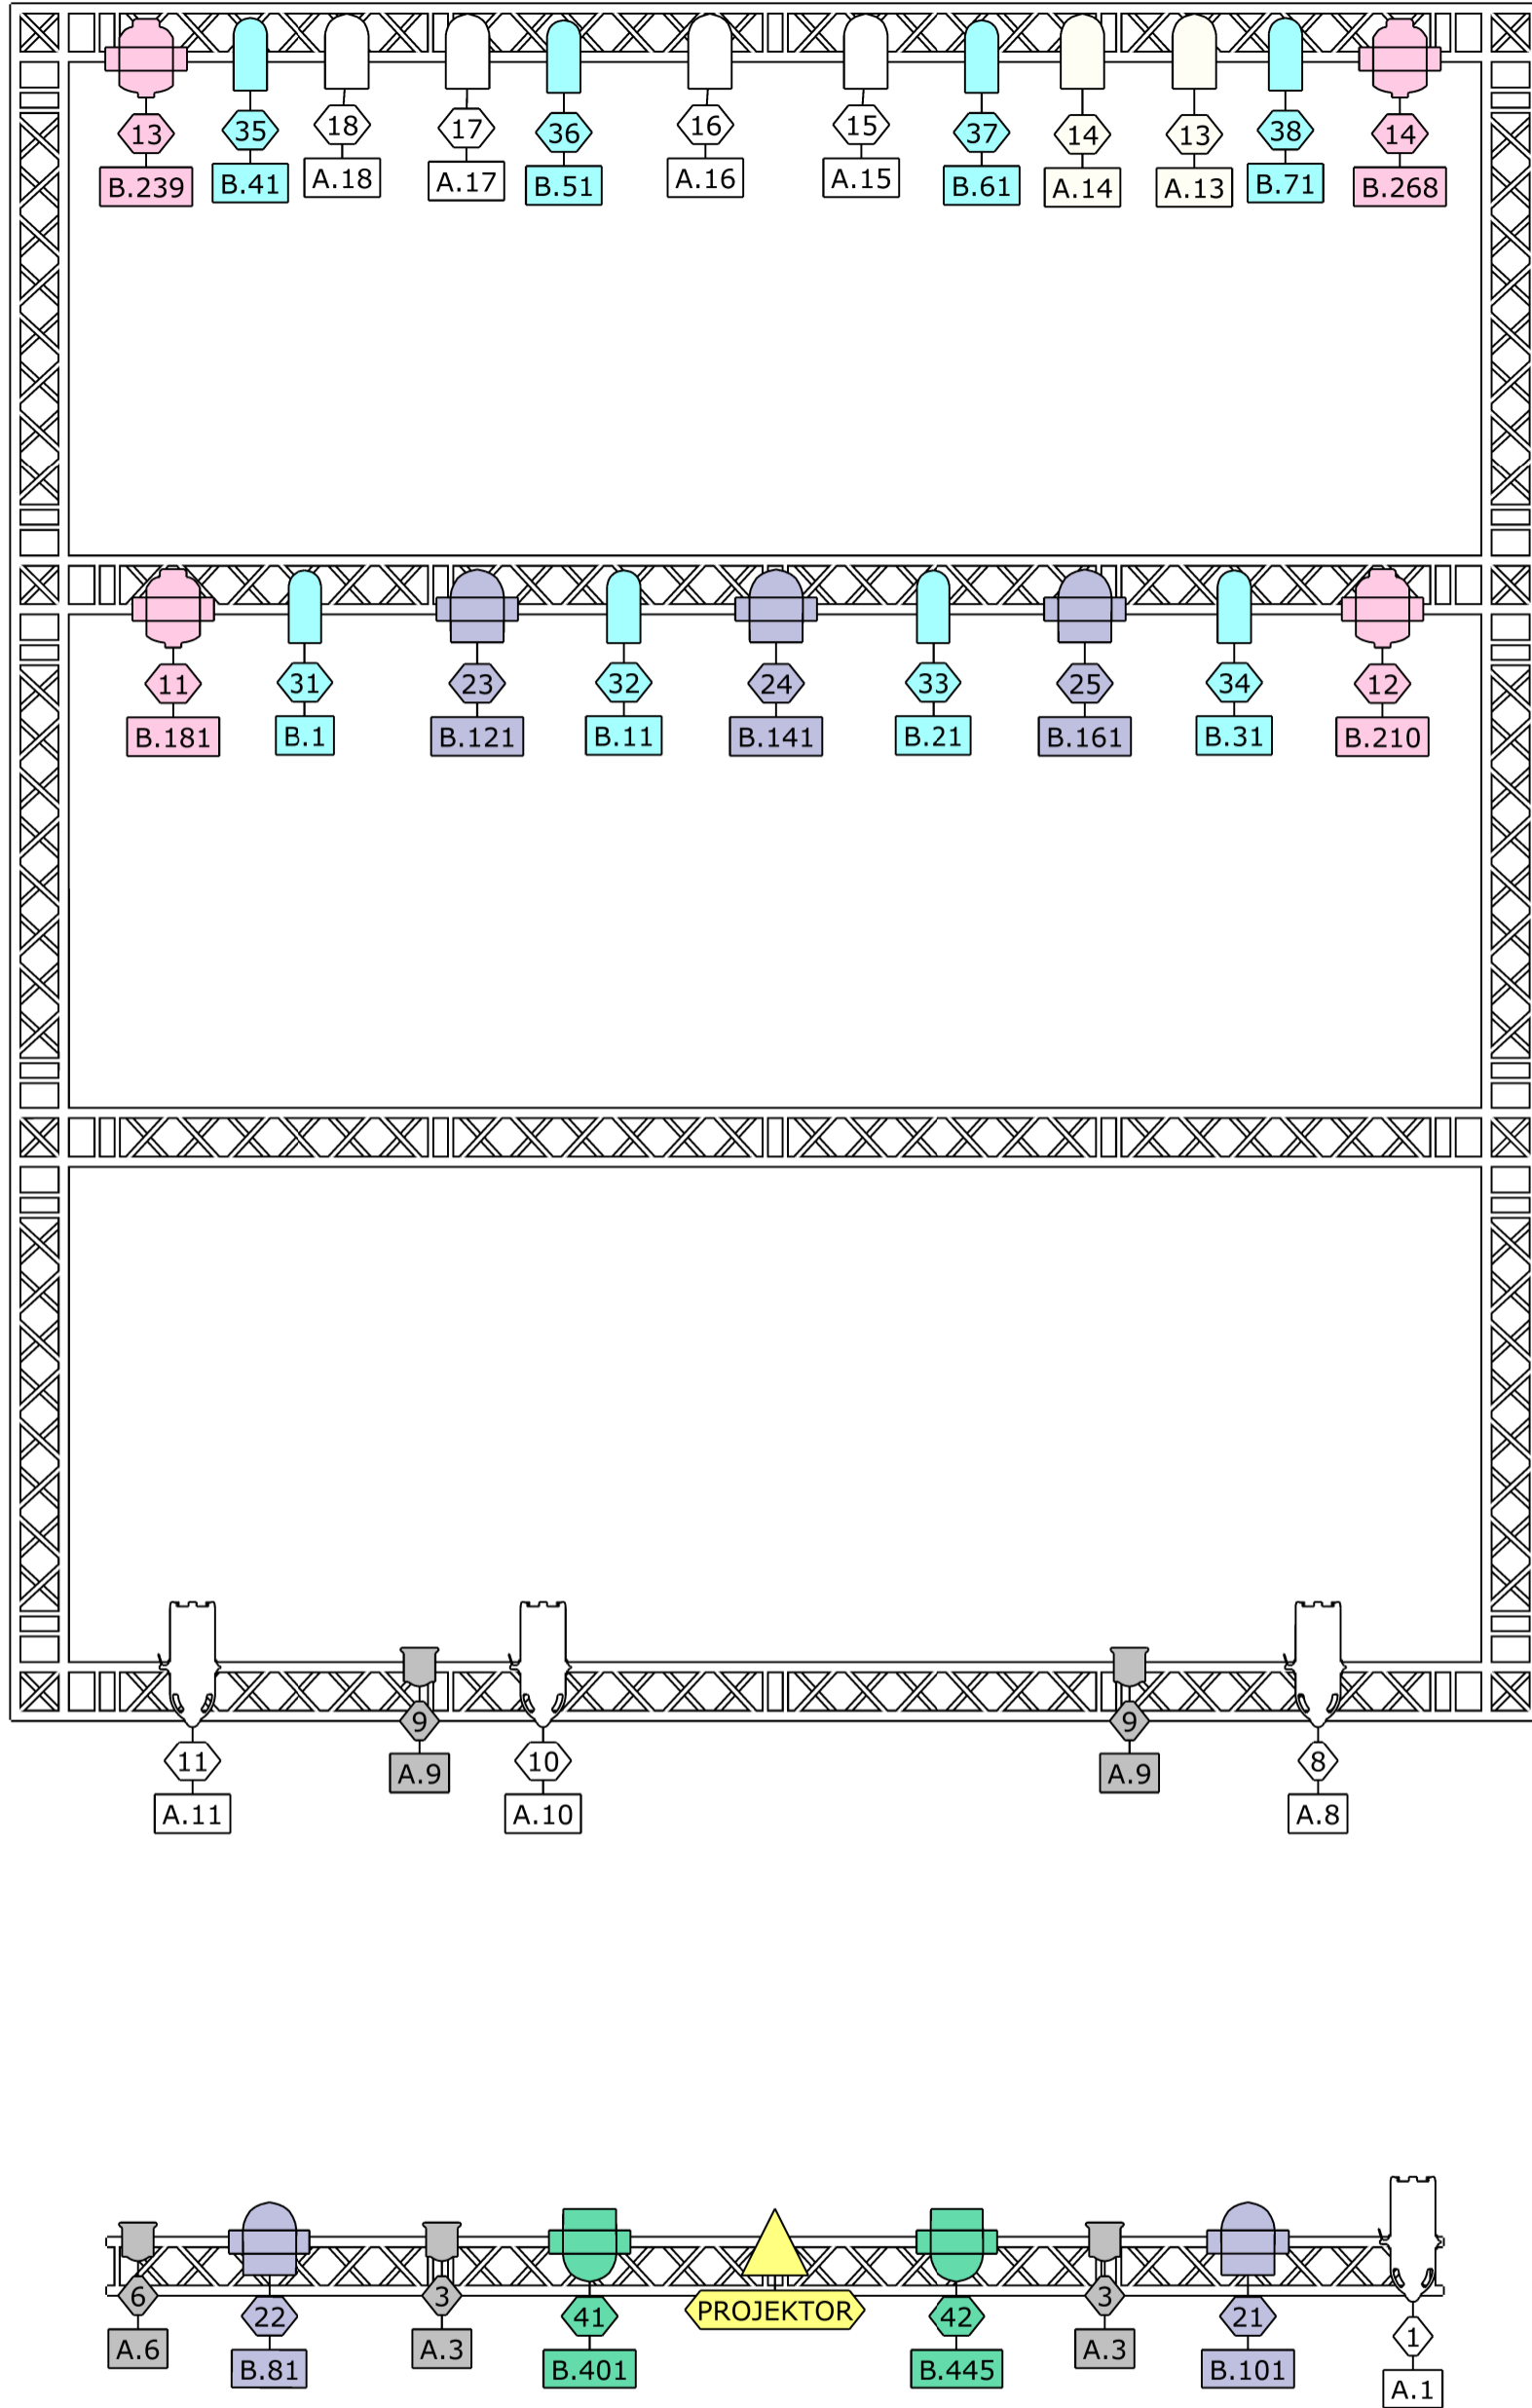 13 35 18 17 36 16 15 37 14 13 38 14
B.239 B.41 A.18 A.17 B.51 A.16 A.15 B.61 A.14 A.13 B.71 B.268
11 31 23 32 24 33 25 34 12
B.181 B.1 B.121 B.11 B.141 B.21 B.161 B.31 B.210
9 9
11 10 8
A.9 A.9
A.11 A.10 A.8
6 3 3
22 41 PROJEKTOR 42 21 1
A.6 A.3 A.3
B.81 B.401 B.445 B.101 A.1